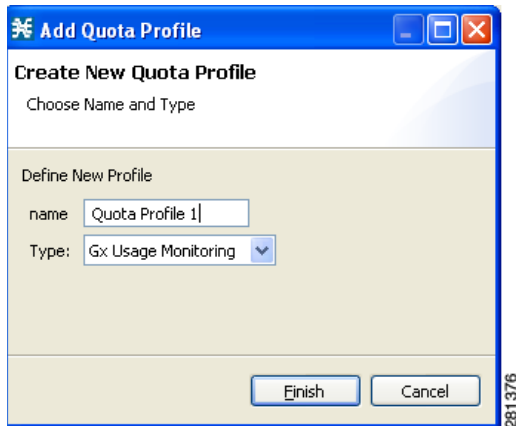 Add Quota Profile
Create New Quota Profile
Choose Name and Type
Define New Profile
name Quota Profile 1
Type: Gx Usage Monitoring
Finish Cancel
281376